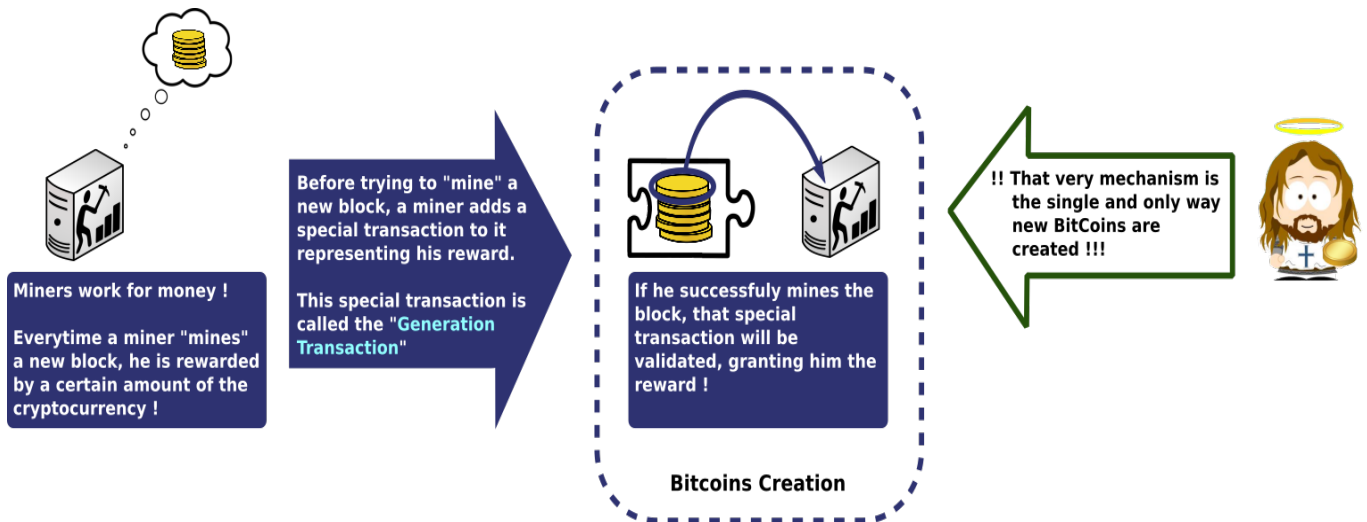 Miners work for money !
Everytime a miner "mines"
a new block, he is rewarded
by a certain amount of the
cryptocurrency !
Before trying to "mine" a
new block, a miner adds a
special transaction to it
representing his reward.
This special transaction is
called the "Generation
Transaction"
If he successfuly mines the
block, that special
transaction will be
validated, granting him the
reward !
Bitcoins Creation
!! That very mechanism is
the single and only way
new BitCoins are
created !!!